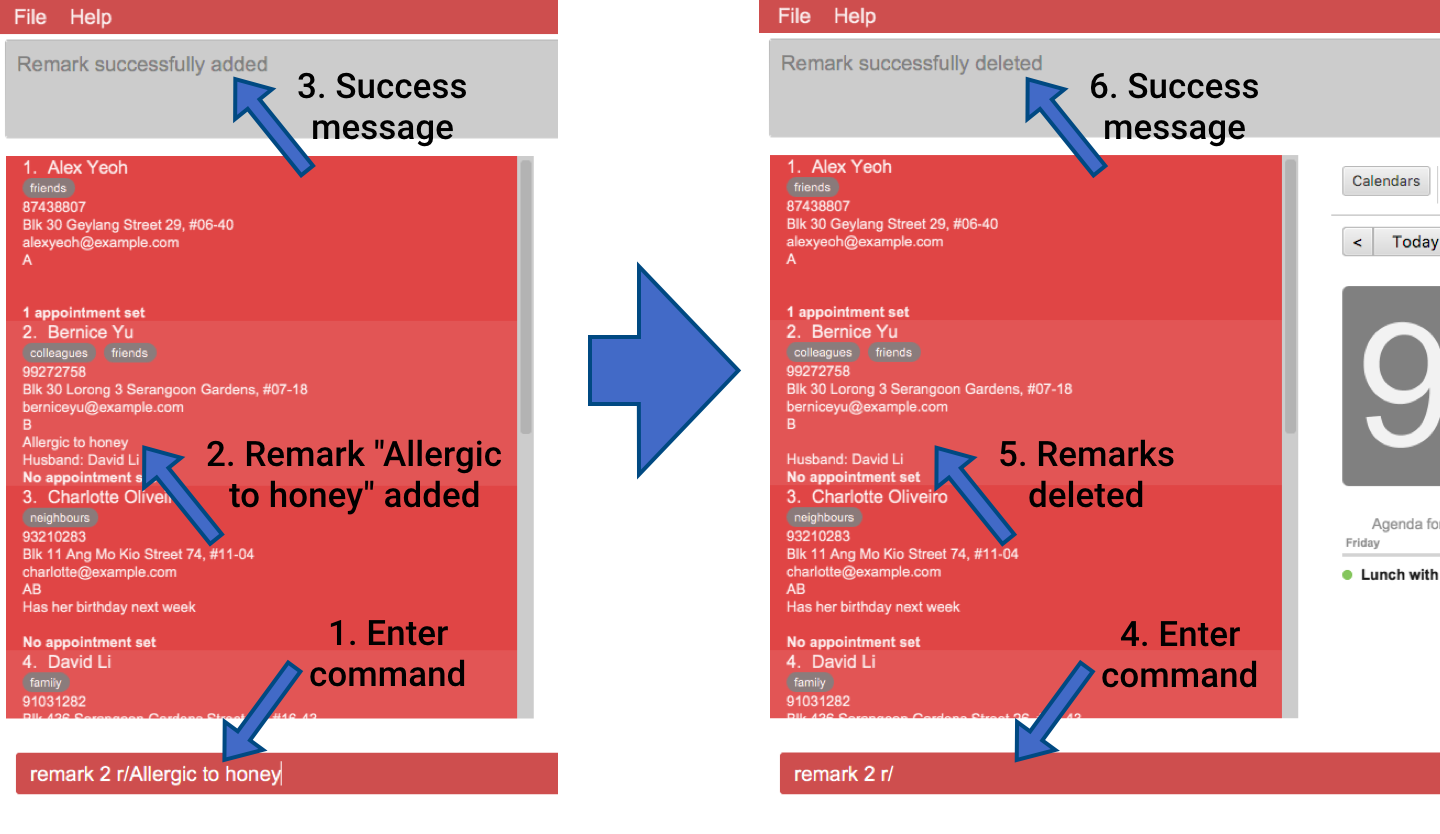 File Help
Remark successfully added
3. Success
message
1. Alex Yeoh
friends
87438807
Blk 30 Geylang Street 29, #06-40
alexyeoh@example.com
A
1 appointment set
2. Bernice Yu
colleagues friends
99272758
Blk 30 Lorong 3 Serangoon Gardens, #07-18
berniceyu@example.com
B
Allergic to honey
Husband: David Li
No appointment
2. Remark "Allergic
to honey" added
3. Charlotte
neighbours
93210283
Blk 11 Ang Mo Kio Street 74, #11-04
charlotte@example.com
AB
Has her birthday next week
No appointment set
4. David Li
family
91031282
Blk 436 Serangoon Gardens #16-43
1. Enter
command
remark 2 r/Allergic to honey
File Help
Remark successfully deleted
6. Success
message
1. Alex Yeoh
friends
87438807
Blk 30 Geylang Street 29, #06-40
alexyeoh@example.com
A
1 appointment set
2. Bernice Yu
colleagues friends
99272758
Blk 30 Lorong 3 Serangoon Gardens, #07-18
berniceyu@example.com
B
Husband: David Li
No appointment set
5. Remarks
deleted
3. Charlotte Oliveiro
neighbours
93210283
Blk 11 Ang Mo Kio Street 74, #11-04
charlotte@example.com
AB
Has her birthday next week
No appointment set
4. David Li
family
91031282
Blk 436 Serangoon Gardens Street 26
4. Enter
command
remark 2 r/
Calendars
< Today
9
Agenda for
Friday
Lunch with